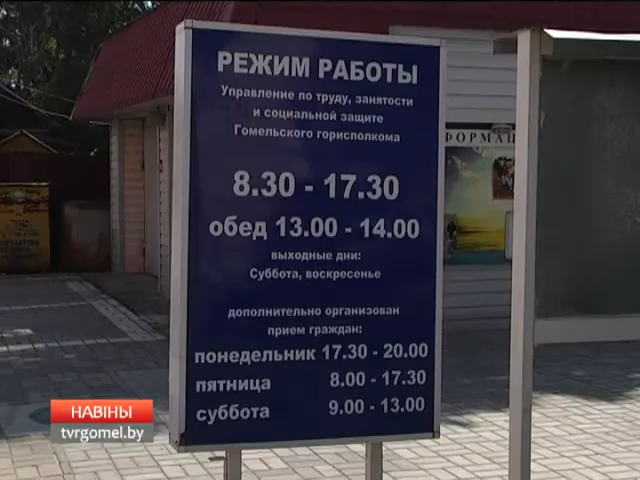 РЕЖИМ РАБОТЫ
Управление по труду, занятости
и социальной защите
Гомельского горисполкома
8.30 - 17.30
обед 13.00 - 14.00
выходные дни:
Суббота, воскресенье
дополнительно организован
прием граждан:
понедельник 17.30 - 20.00
пятница 8.00 - 17.30
суббота 9.00 - 13.00
ФОРМАЦ
НАВІНЫ
tvrgomel.by